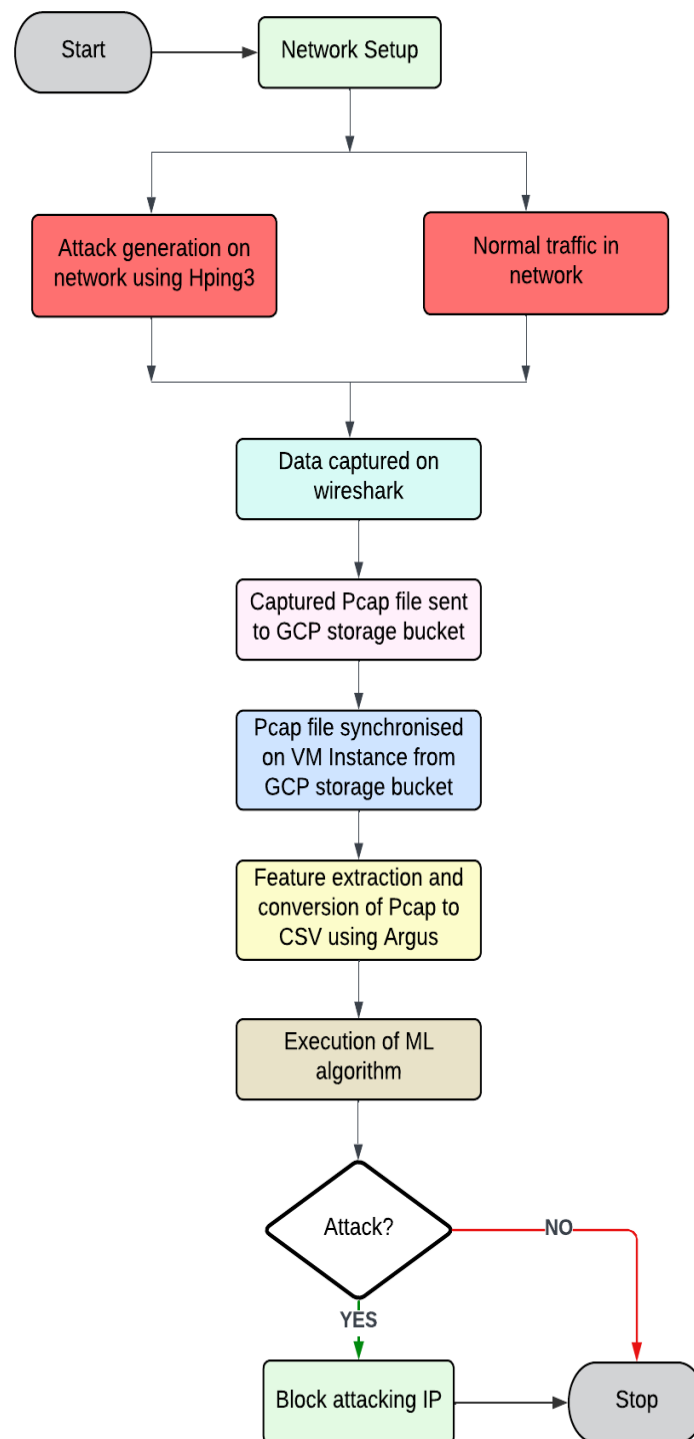 Start
Network Setup
Attack generation on
network using Hping3
Normal traffic in
network
Data captured on
wireshark
Captured Pcap file sent
to GCP storage bucket
Pcap file synchronised
on VM Instance from
GCP storage bucket
Feature extraction and
conversion of Pcap to
CSV using Argus
Execution of ML
algorithm
Attack?
NO
YES
Block attacking IP
Stop